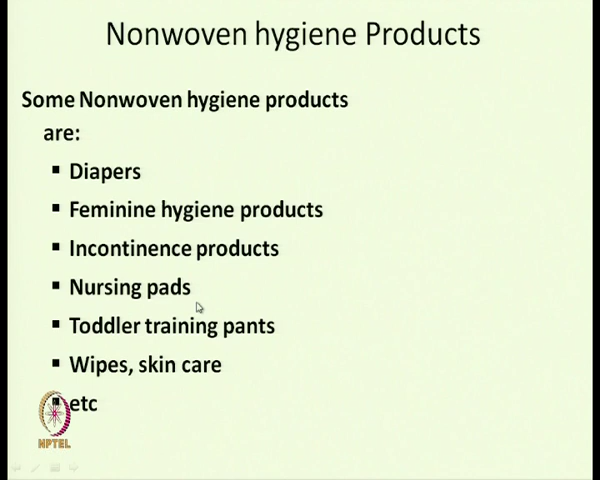 Nonwoven hygiene Products
Some Nonwoven hygiene products
are:
▪ Diapers
▪ Feminine hygiene products
▪ Incontinence products
▪ Nursing pads
▪ Toddler training pants
▪ Wipes, skin care
▪ etc
NPTEL